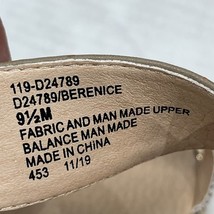 119-D24789
D24789/BERENICE
9½M
FABRIC AND MAN MADE UPPER
BALANCE MAN MADE
MADE IN CHINA
453 11/19